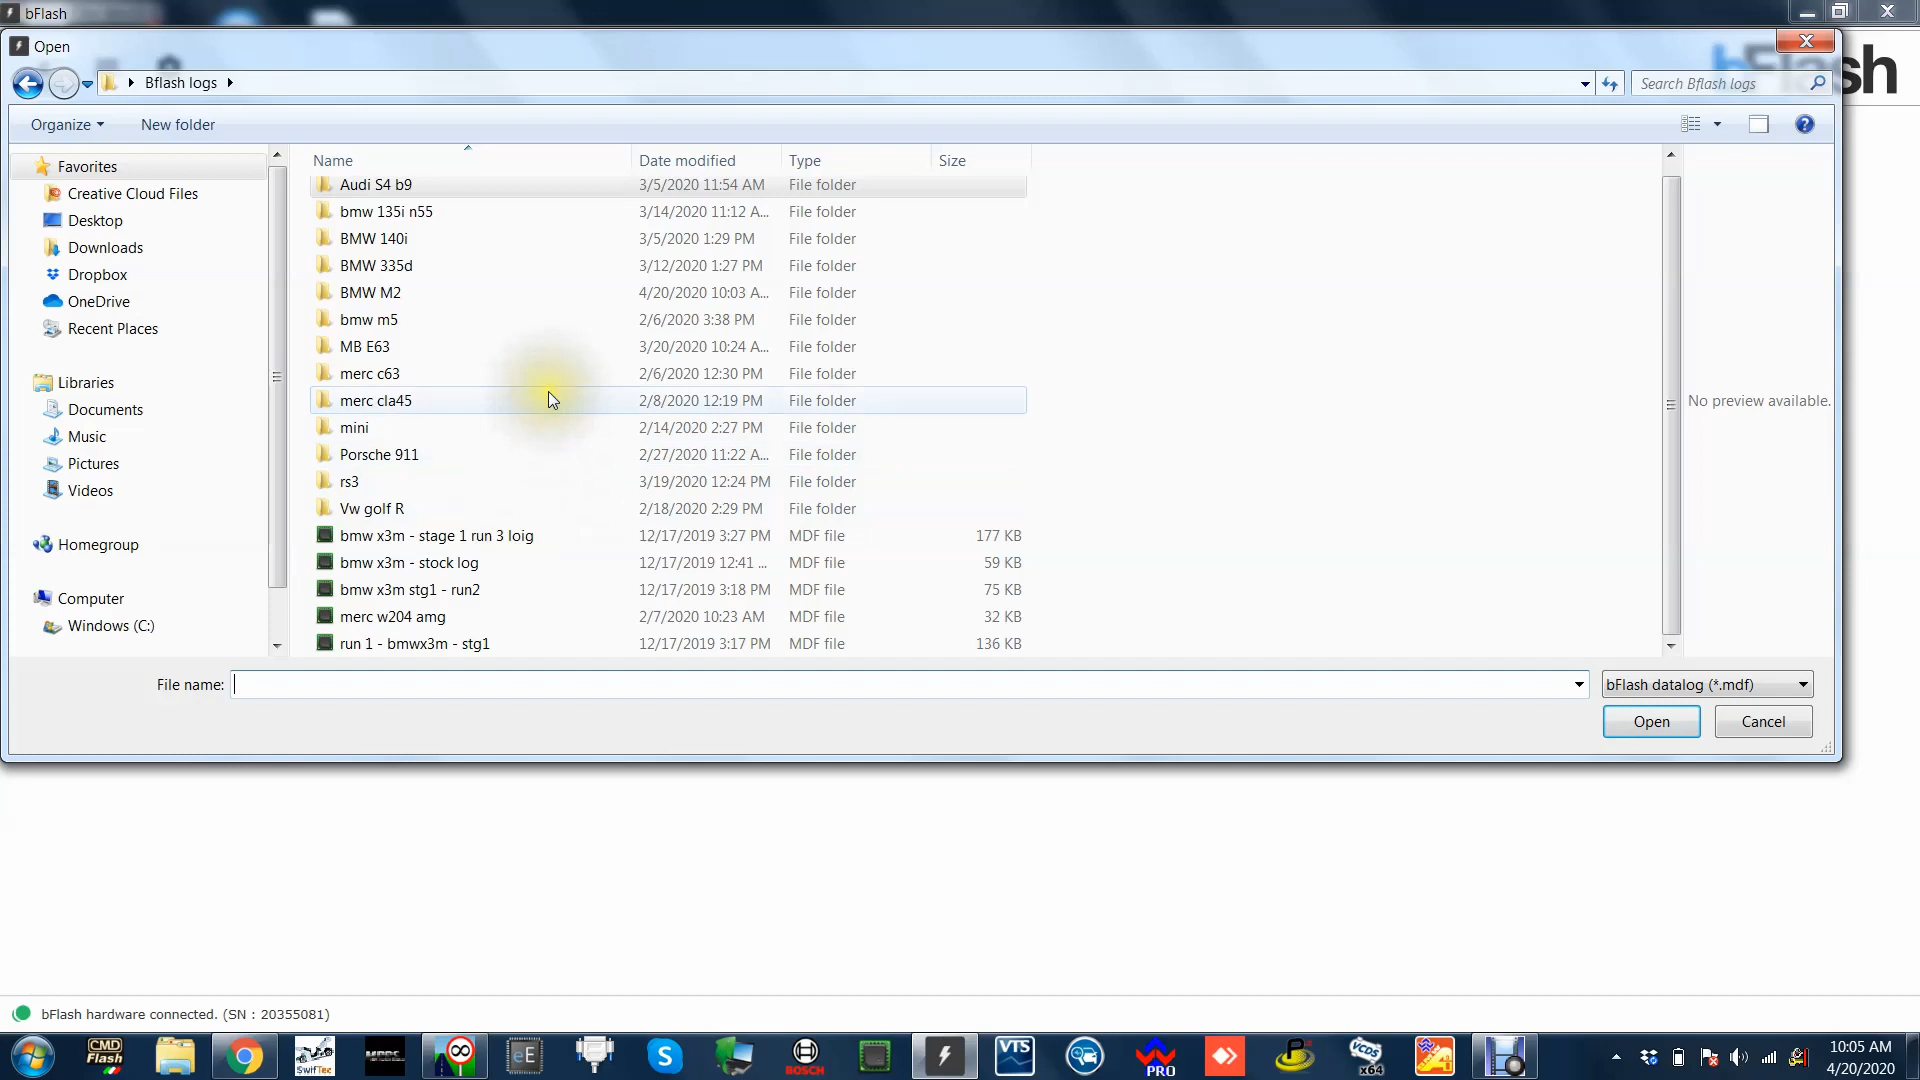 bFlash
Open
Bflash logs
Search Bflash logs
bFlash
Organize
New folder
Name
Date modified
Type
Size
Favorites
Creative Cloud Files
Desktop
Downloads
Dropbox
OneDrive
Recent Places
Libraries
Documents
Music
Pictures
Videos
Homegroup
Computer
Windows (C:)
Audi S4 b9 3/5/2020 11:54 AM File folder
bmw 135i n55 3/14/2020 11:12 A... File folder
BMW 140i 3/5/2020 1:29 PM File folder
BMW 335d 3/12/2020 1:27 PM File folder
BMW M2 4/20/2020 10:03 A... File folder
bmw m5 2/6/2020 3:38 PM File folder
MB E63 3/20/2020 10:24 A... File folder
merc c63 2/6/2020 12:30 PM File folder
merc cla45 2/8/2020 12:19 PM File folder
mini 2/14/2020 2:27 PM File folder
Porsche 911 2/27/2020 11:22 A... File folder
rs3 3/19/2020 12:24 PM File folder
Vw golf R 2/18/2020 2:29 PM File folder
bmw x3m - stage 1 run 3 loig 12/17/2019 3:27 PM MDF file 177 KB
bmw x3m - stock log 12/17/2019 12:41 ... MDF file 59 KB
bmw x3m stg1 - run2 12/17/2019 3:18 PM MDF file 75 KB
merc w204 amg 2/7/2020 10:23 AM MDF file 32 KB
run 1 - bmwx3m - stg1 12/17/2019 3:17 PM MDF file 136 KB
No preview available.
File name:
bFlash datalog (*.mdf)
Open
Cancel
bFlash hardware connected. (SN : 20355081)
CMD
Flash
SwifTec
eE
S
BOSCH
VTS
PRO
VCDS
x64
10:05 AM
4/20/2020